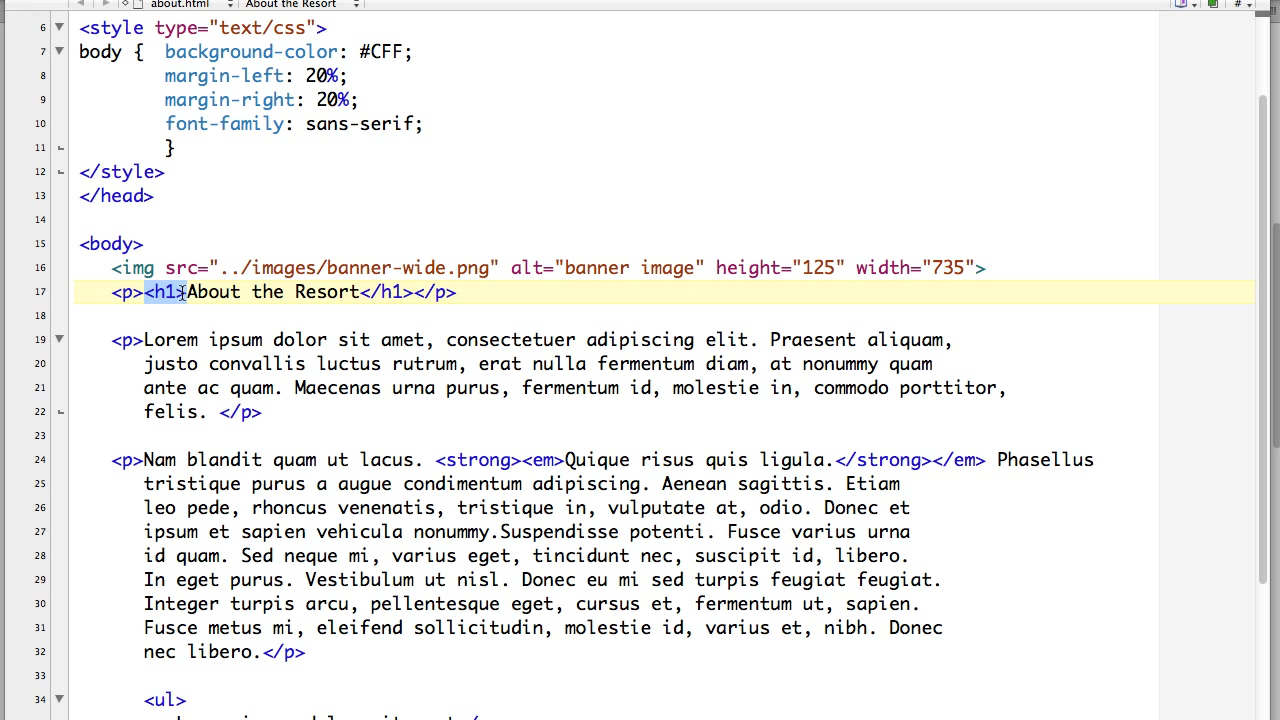 about.html About the Resort #
6 <style type="text/css">
7 body { background-color: #CFF;
8 margin-left: 20%;
9 margin-right: 20%;
10 font-family: sans-serif;
11 }
12 </style>
13 </head>
14
15 <body>
16 <img src="../images/banner-wide.png" alt="banner image" height="125" width="735">
17 <p><h1>About the Resort</h1></p>
18
19 <p>Lorem ipsum dolor sit amet, consectetuer adipiscing elit. Praesent aliquam,
20 justo convallis luctus rutrum, erat nulla fermentum diam, at nonummy quam
21 ante ac quam. Maecenas urna purus, fermentum id, molestie in, commodo porttitor,
22 felis. </p>
23
24 <p>Nam blandit quam ut lacus. <strong><em>Quique risus quis ligula.</strong></em> Phasellus
25 tristique purus a augue condimentum adipiscing. Aenean sagittis. Etiam
26 leo pede, rhoncus venenatis, tristique in, vulputate at, odio. Donec et
27 ipsum et sapien vehicula nonummy.Suspendisse potenti. Fusce varius urna
28 id quam. Sed neque mi, varius eget, tincidunt nec, suscipit id, libero.
29 In eget purus. Vestibulum ut nisl. Donec eu mi sed turpis feugiat feugiat.
30 Integer turpis arcu, pellentesque eget, cursus et, fermentum ut, sapien.
31 Fusce metus mi, eleifend sollicitudin, molestie id, varius et, nibh. Donec
32 nec libero.</p>
33
34 <ul>